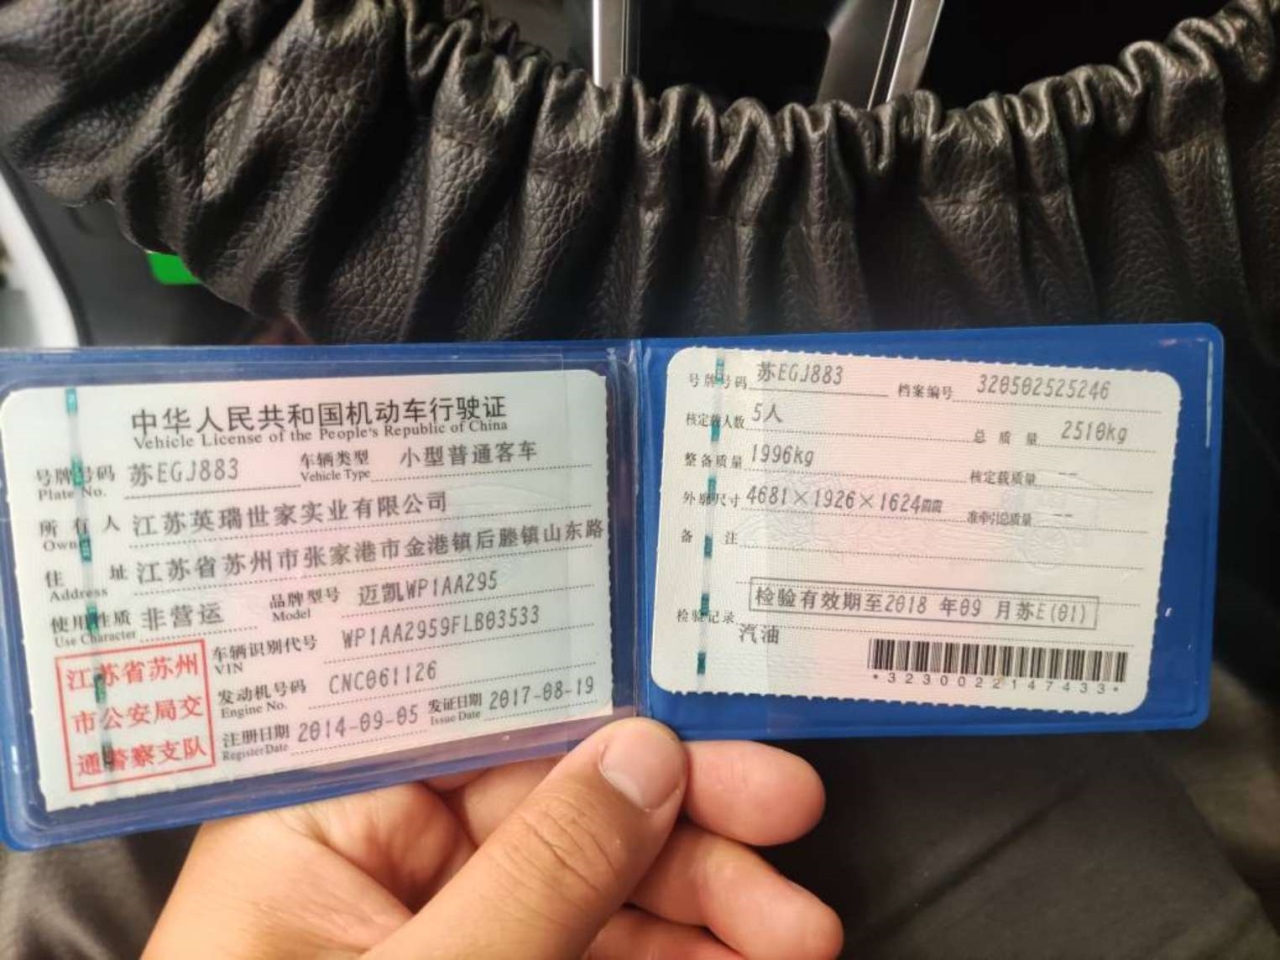 中华人民共和国机动车行驶证
Vehicle License of the People's Republic of China
号牌号码 苏EGJ883 车辆类型 小型普通客车
Plate No. Vehicle Type
所有人 江苏英瑞世家实业有限公司
Owner
住址 江苏省苏州市张家港市金港镇后塍镇山东路
Address
使用性质 非营运 品牌型号 迈凯WP1AA295
Use Character Model
江苏省苏州
市公安局交
通警察支队
车辆识别代号 WP1AA2959FLB03533
VIN
发动机号码 CNC061126
Engine No.
注册日期 2014-09-05 发证日期 2017-08-19
Register Date Issue Date
号牌号码 苏EGJ883 档案编号 320502525246
核定载人数 5人 总质量 2510kg
整备质量 1996kg 核定载质量 --
外廓尺寸 4681×1926×1624mm 准牵引总质量 --
备注
检验有效期至2018年09月苏E(01)
检验记录
汽油
*3230022147433*